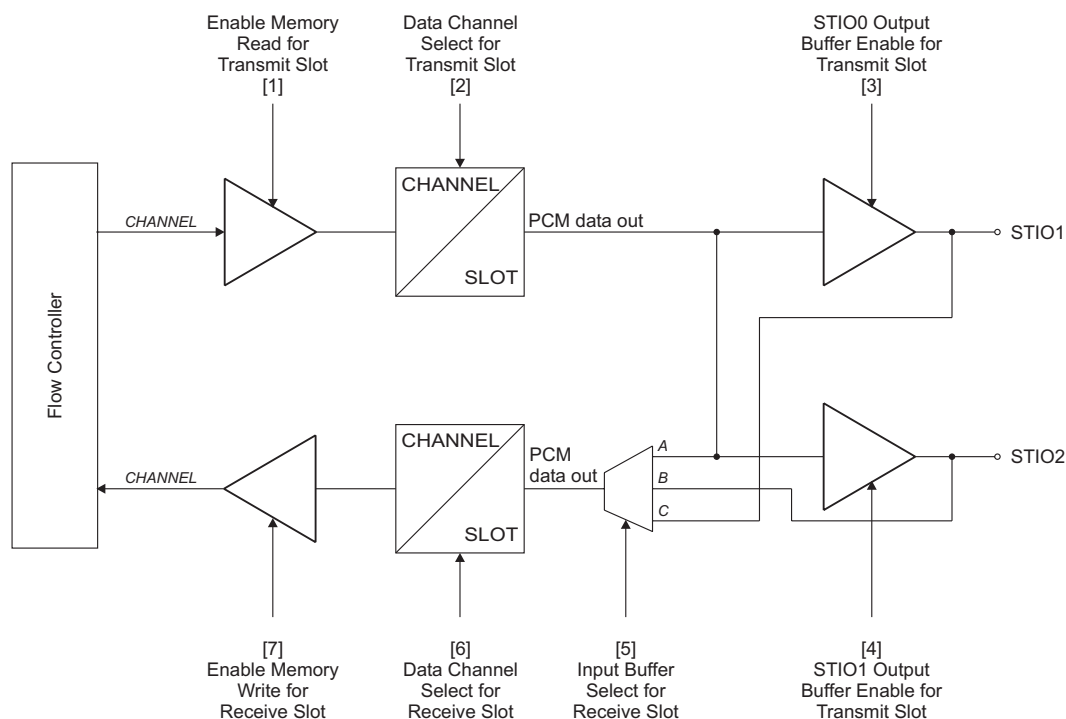 Enable Memory
Read for
Transmit Slot
[1]
Data Channel
Select for
Transmit Slot
[2]
STIO0 Output
Buffer Enable for
Transmit Slot
[3]
Flow Controller
CHANNEL
CHANNEL
SLOT
PCM data out
STIO1
CHANNEL
CHANNEL
SLOT
PCM
data out
A
B
C
STIO2
[7]
Enable Memory
Write for
Receive Slot
[6]
Data Channel
Select for
Receive Slot
[5]
Input Buffer
Select for
Receive Slot
[4]
STIO1 Output
Buffer Enable for
Transmit Slot